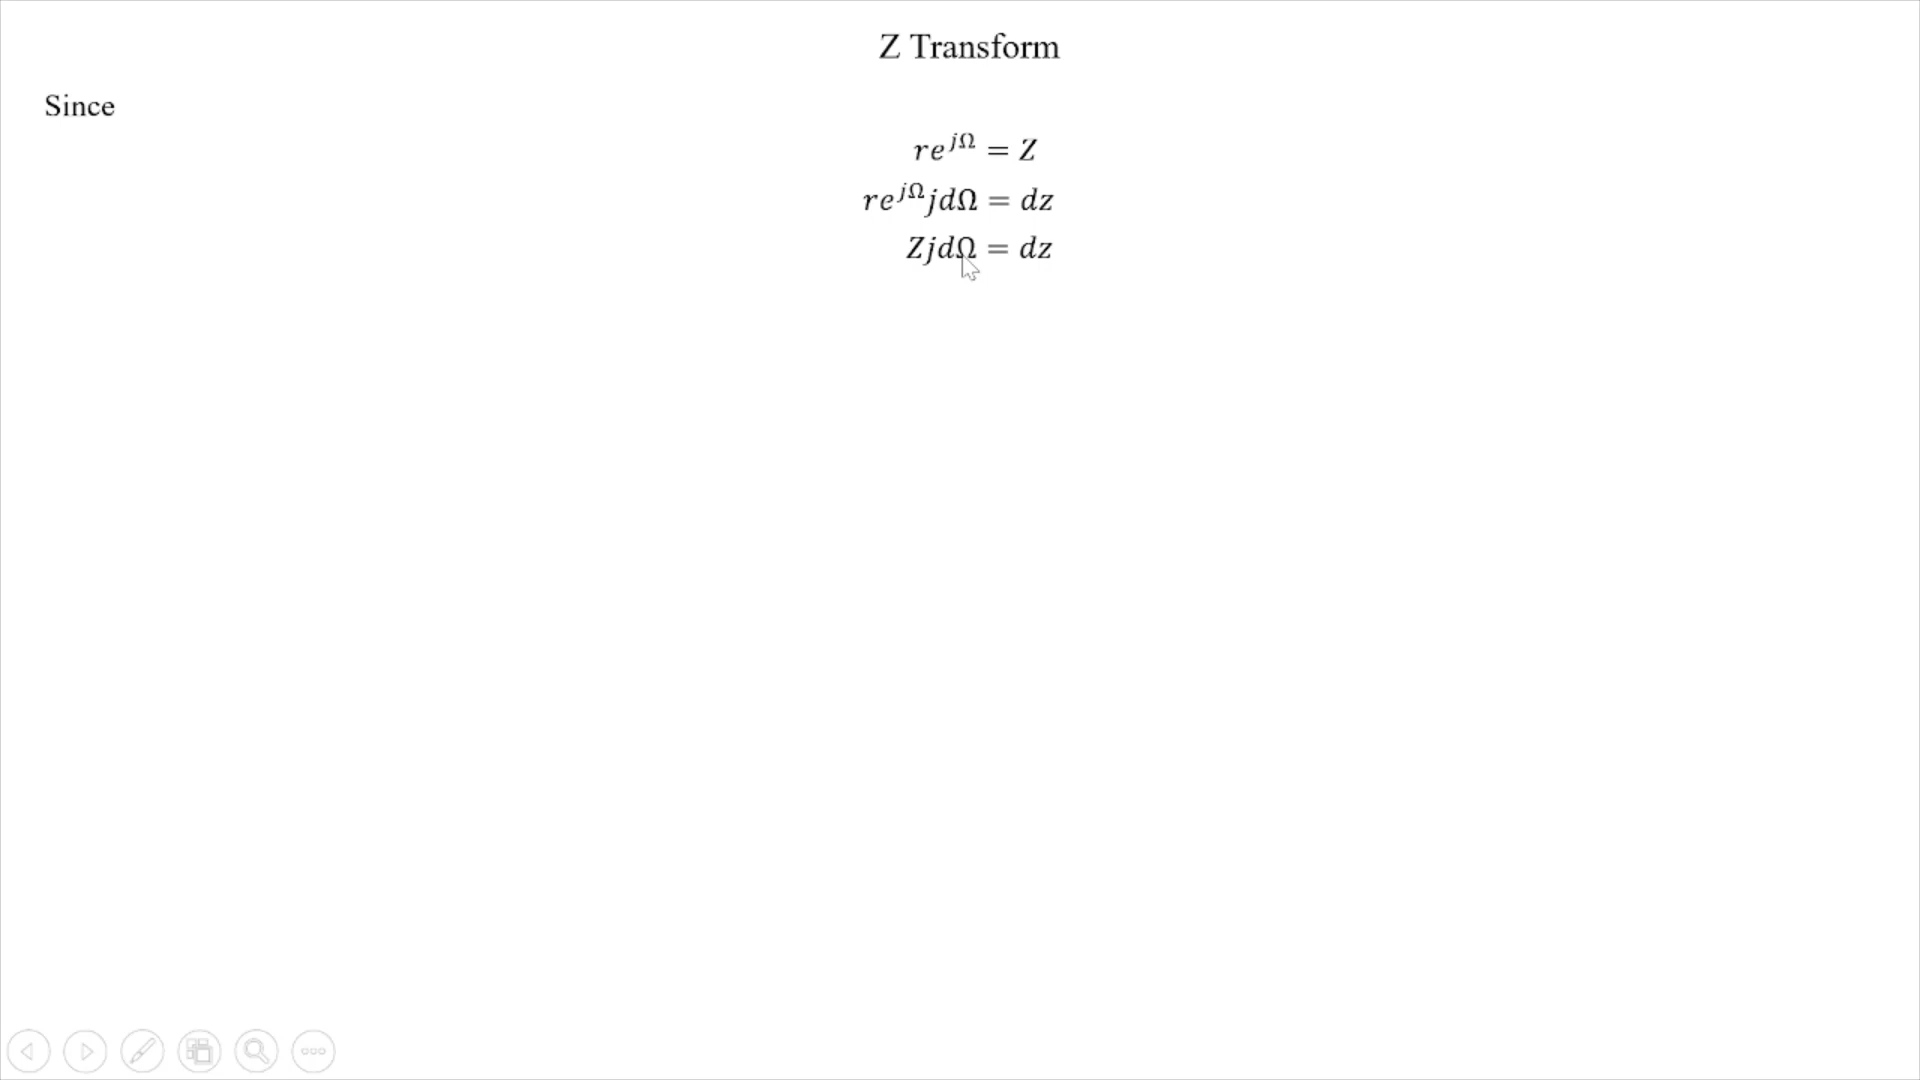 Z Transform
Since
re^{jΩ} = Z
re^{jΩ}jdΩ = dz
ZjdΩ = dz